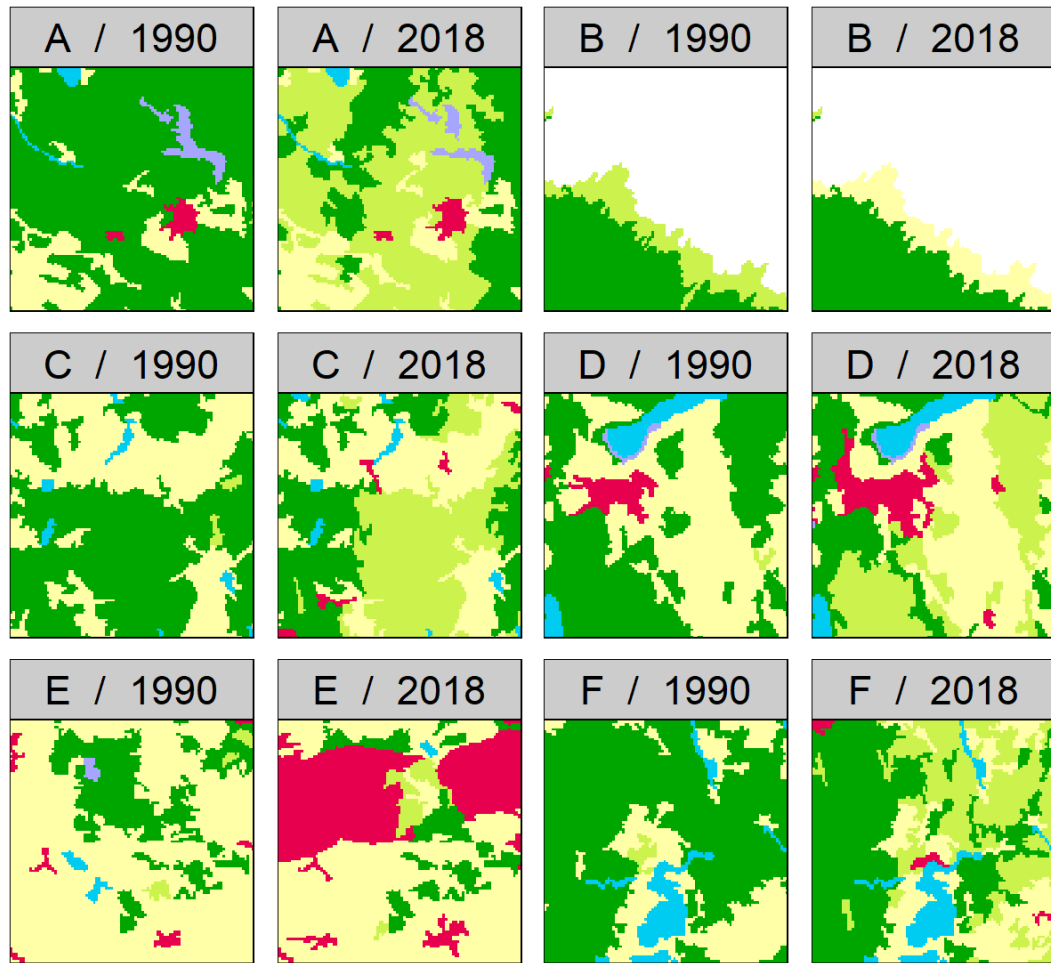 A / 1990
A / 2018
B / 1990
B / 2018
C / 1990
C / 2018
D / 1990
D / 2018
E / 1990
E / 2018
F / 1990
F / 2018